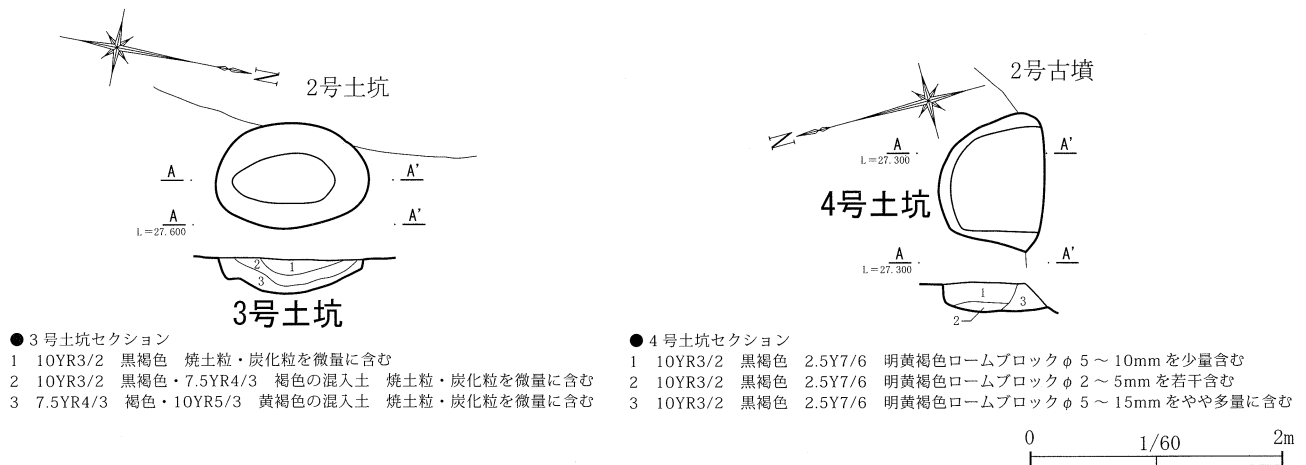 N
2号土坑
A A'
A A'
L=27.600
2 1
3
3号土坑
●3号土坑セクション
1 10YR3/2 黒褐色 焼土粒・炭化粒を微量に含む
2 10YR3/2 黒褐色・7.5YR4/3 褐色の混入土 焼土粒・炭化粒を微量に含む
3 7.5YR4/3 褐色・10YR5/3 黄褐色の混入土 焼土粒・炭化粒を微量に含む
2号古墳
N
A A'
L=27.300
4号土坑
A A'
L=27.300
1 3
2
●4号土坑セクション
1 10YR3/2 黒褐色 2.5Y7/6 明黄褐色ロームブロックφ5～10mmを少量含む
2 10YR3/2 黒褐色 2.5Y7/6 明黄褐色ロームブロックφ2～5mmを若干含む
3 10YR3/2 黒褐色 2.5Y7/6 明黄褐色ロームブロックφ5～15mmをやや多量に含む
0 1/60 2m